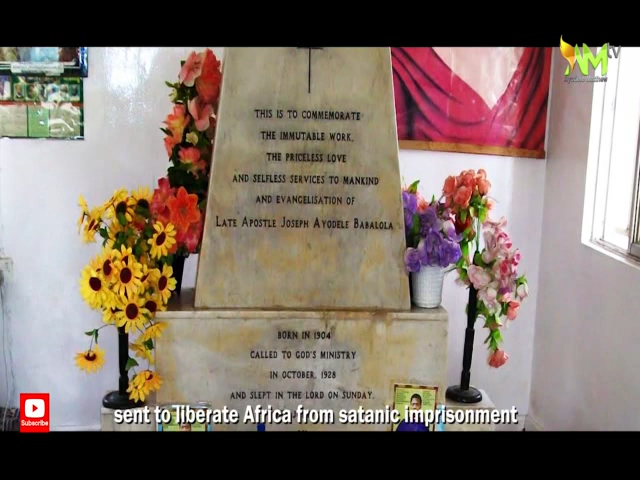 NM
TV
THIS IS TO COMMEMORATE
THE IMMUTABLE WORK,
THE PRICELESS LOVE
AND SELFLESS SERVICES TO MANKIND
AND EVANGELISATION OF
LATE APOSTLE JOSEPH AYODELE BABALOLA
BORN IN 1904
CALLED TO GOD'S MINISTRY
IN OCTOBER, 1928
AND SLEPT IN THE LORD ON SUNDAY,
sent to liberate Africa from satanic imprisonment
Subscribe